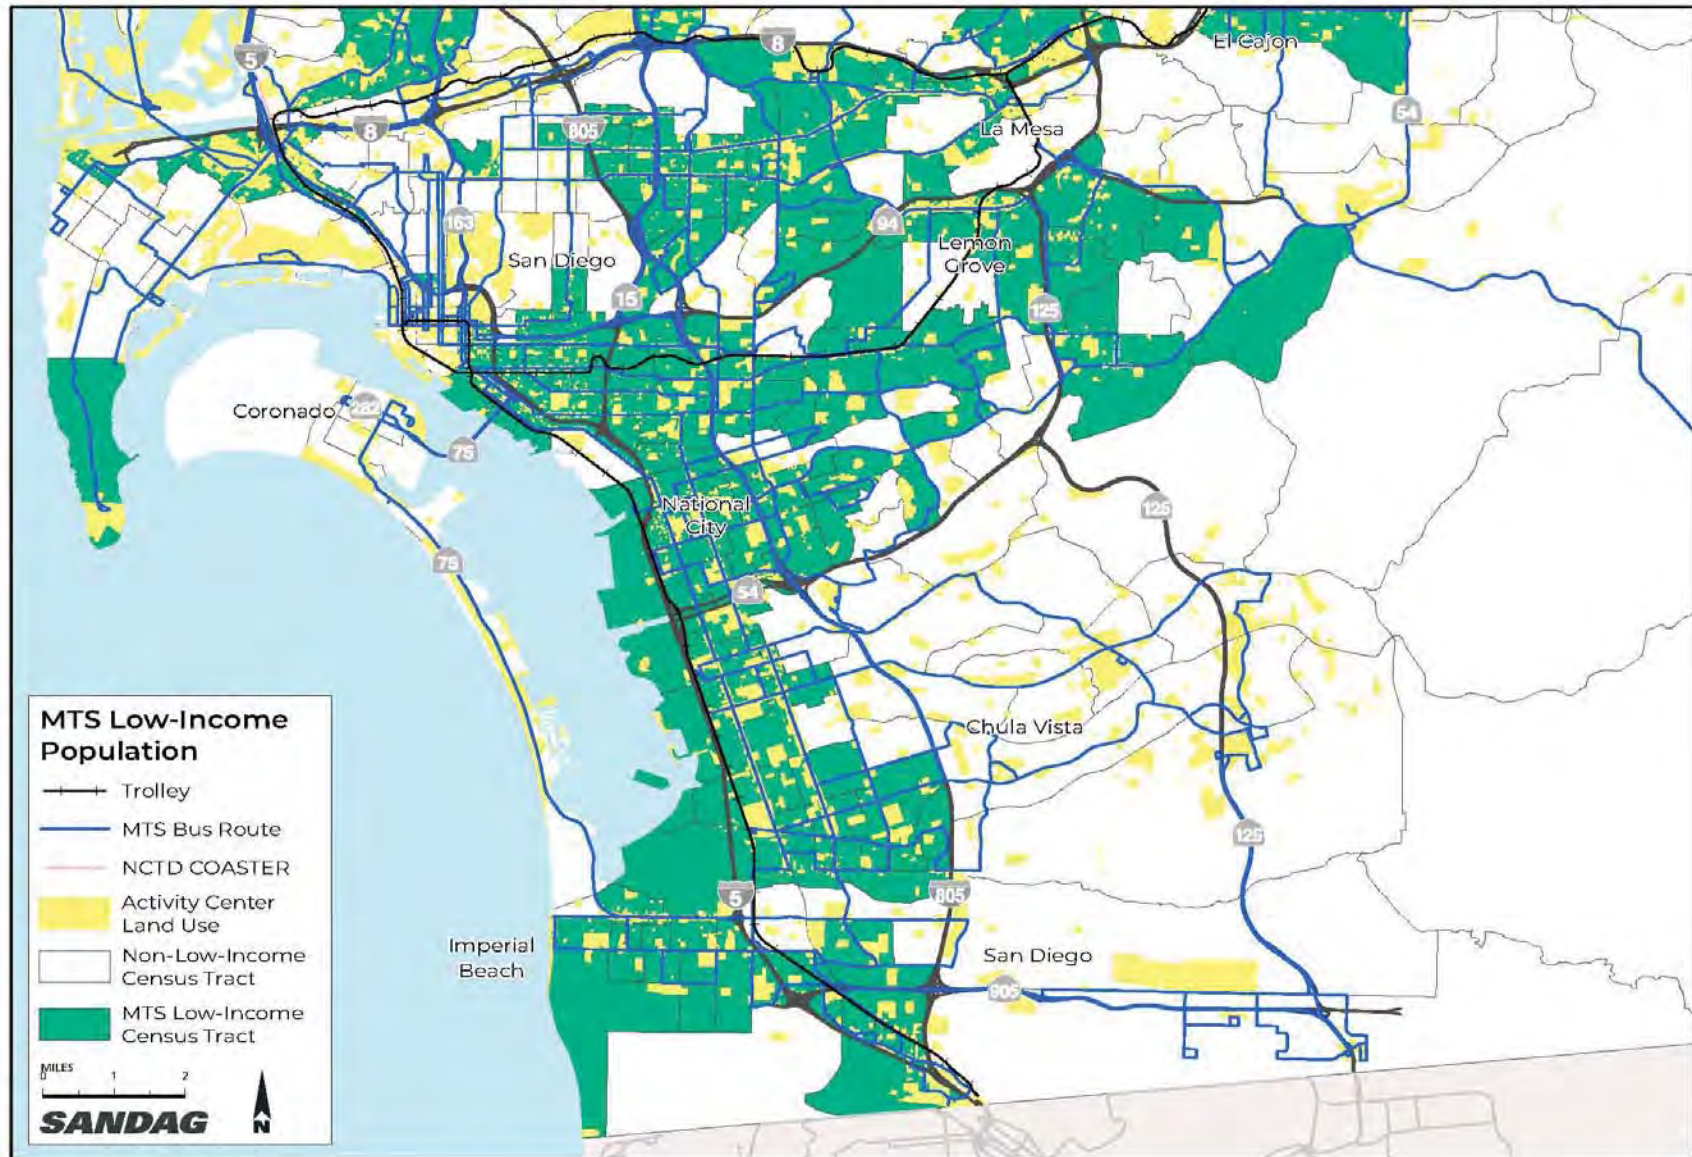 5
8
El Cajon
54
8
805
La Mesa
163
94
San Diego
Lemon
Grove
15
125
Coronado
282
75
National
City
125
75
54
MTS Low-Income
Population
Trolley
MTS Bus Route
NCTD COASTER
Activity Center
Land Use
Non-Low-Income
Census Tract
MTS Low-Income
Census Tract
MILES
0 1 2
SANDAG
N
Chula Vista
125
5
805
Imperial
Beach
San Diego
905